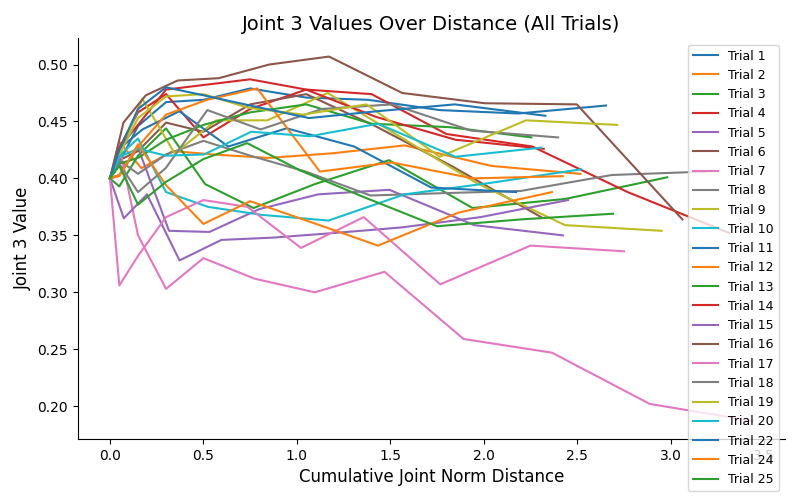 Joint 3 Values Over Distance (All Trials)
Joint 3 Value
0.50
0.45
0.40
0.35
0.30
0.25
0.20
0.0 0.5 1.0 1.5 2.0 2.5 3.0 3.5
Cumulative Joint Norm Distance
Trial 1
Trial 2
Trial 3
Trial 4
Trial 5
Trial 6
Trial 7
Trial 8
Trial 9
Trial 10
Trial 11
Trial 12
Trial 13
Trial 14
Trial 15
Trial 16
Trial 17
Trial 18
Trial 19
Trial 20
Trial 22
Trial 24
Trial 25